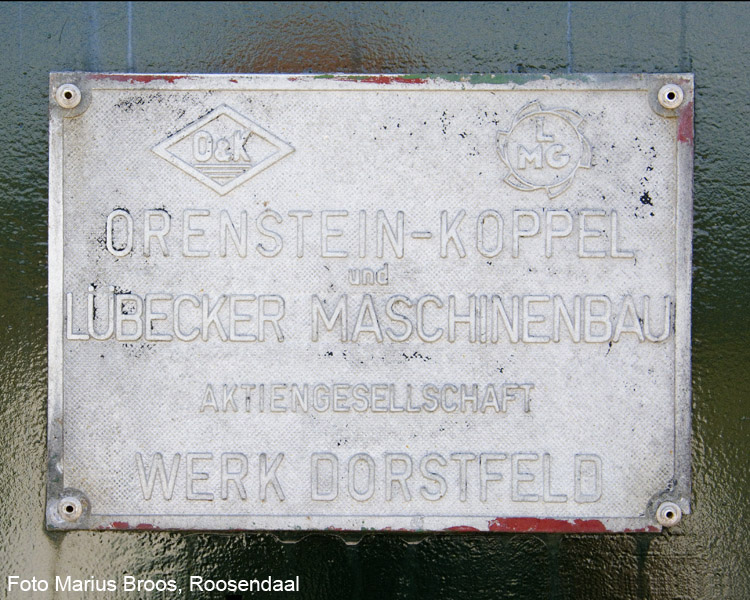 O&K
L
MG
ORENSTEIN-KOPPEL
und
LÜBECKER MASCHINENBAU
AKTIENGESELLSCHAFT
WERK DORSTFELD
Foto Marius Broos, Roosendaal